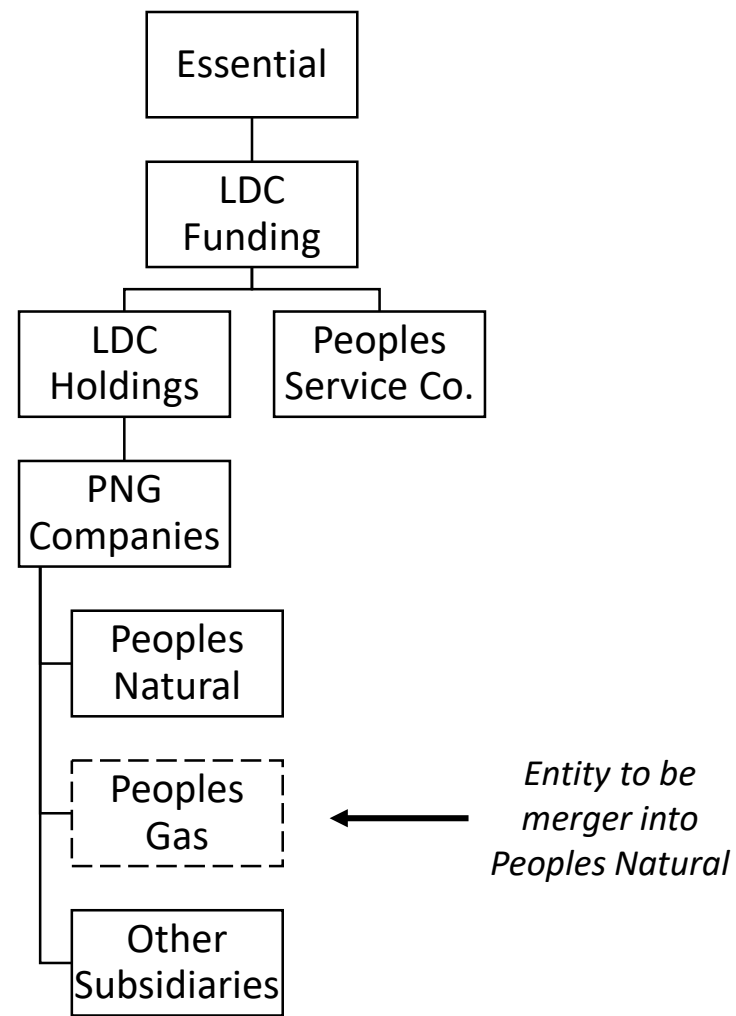 Essential
LDC
Funding
LDC
Holdings
Peoples
Service Co.
PNG
Companies
Peoples
Natural
Peoples
Gas
Entity to be
merger into
Peoples Natural
Other
Subsidiaries